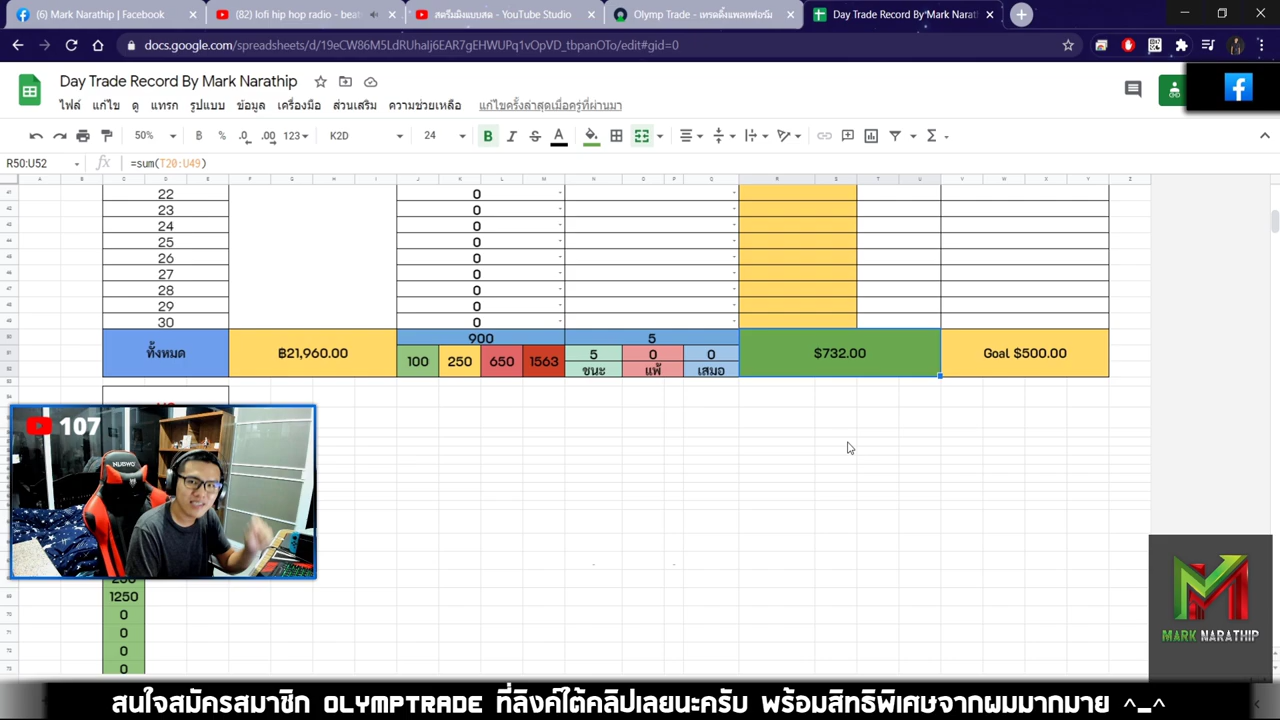 (6) Mark Narathip | Facebook
(82) lofi hip hop radio - bea
สตรีมมิงแบบสด - YouTube Studio
Olymp Trade - เทรดดิ้งแพลทฟอร์ม
Day Trade Record By Mark Narat
docs.google.com/spreadsheets/d/19eCW86M5LdRUhaIj6EAR7gEHWUPq1vOpVD_tbpanOTo/edit#gid=0
Day Trade Record By Mark Narathip
ไฟล์ แก้ไข ดู แทรก รูปแบบ ข้อมูล เครื่องมือ ส่วนเสริม ความช่วยเหลือ แก้ไขครั้งล่าสุดเมื่อครู่ที่ผ่านมา
50% ฿ % .0 .00 123 K2D 24 B I S A
R50:U52 fx =sum(T20:U49)
22 0
23 0
24 0
25 0
26 0
27 0
28 0
29 0
30 0
ทั้งหมด ฿21,960.00 900 5 $732.00 Goal $500.00
100 250 650 1563 5 0 0
ชนะ แพ้ เสมอ
107
NUBWO
1250
0
0
0
0
MARK NARATHIP
สนใจสมัครสมาชิก OLYMPTRADE ที่ลิงค์ใต้คลิปเลยนะครับ พร้อมสิทธิพิเศษจากผมมากมาย ^_^